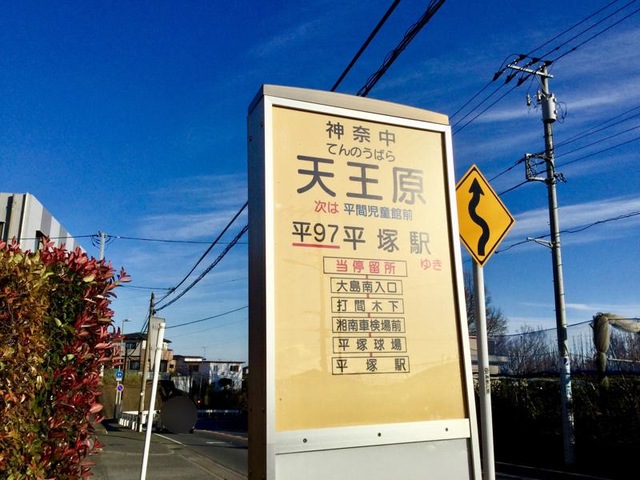 神奈中
てんのうばら
天王原
次は 平間児童館前
平97平塚駅
ゆき
当停留所
大島南入口
打間木下
湘南車検場前
平塚球場
平塚駅